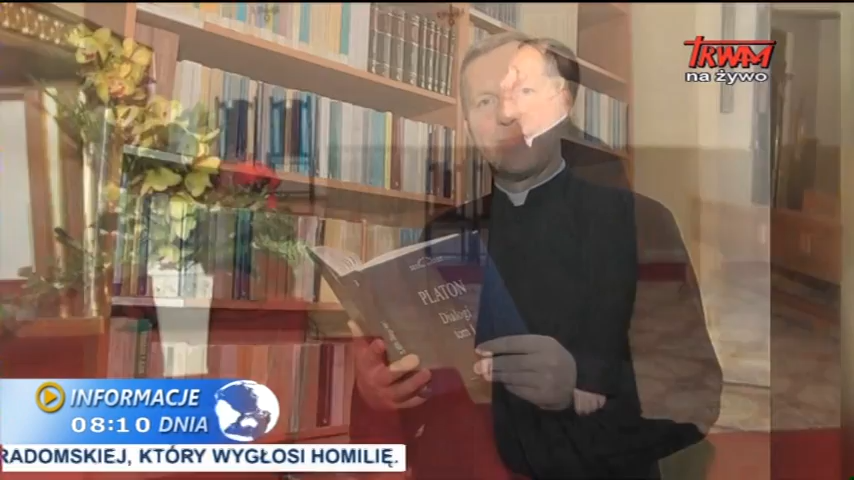 TRWAM
na żywo
PLATON
Dialogi
tom I
INFORMACJE
08:10 DNIA
RADOMSKIEJ, KTÓRY WYGŁOSI HOMILIĘ.